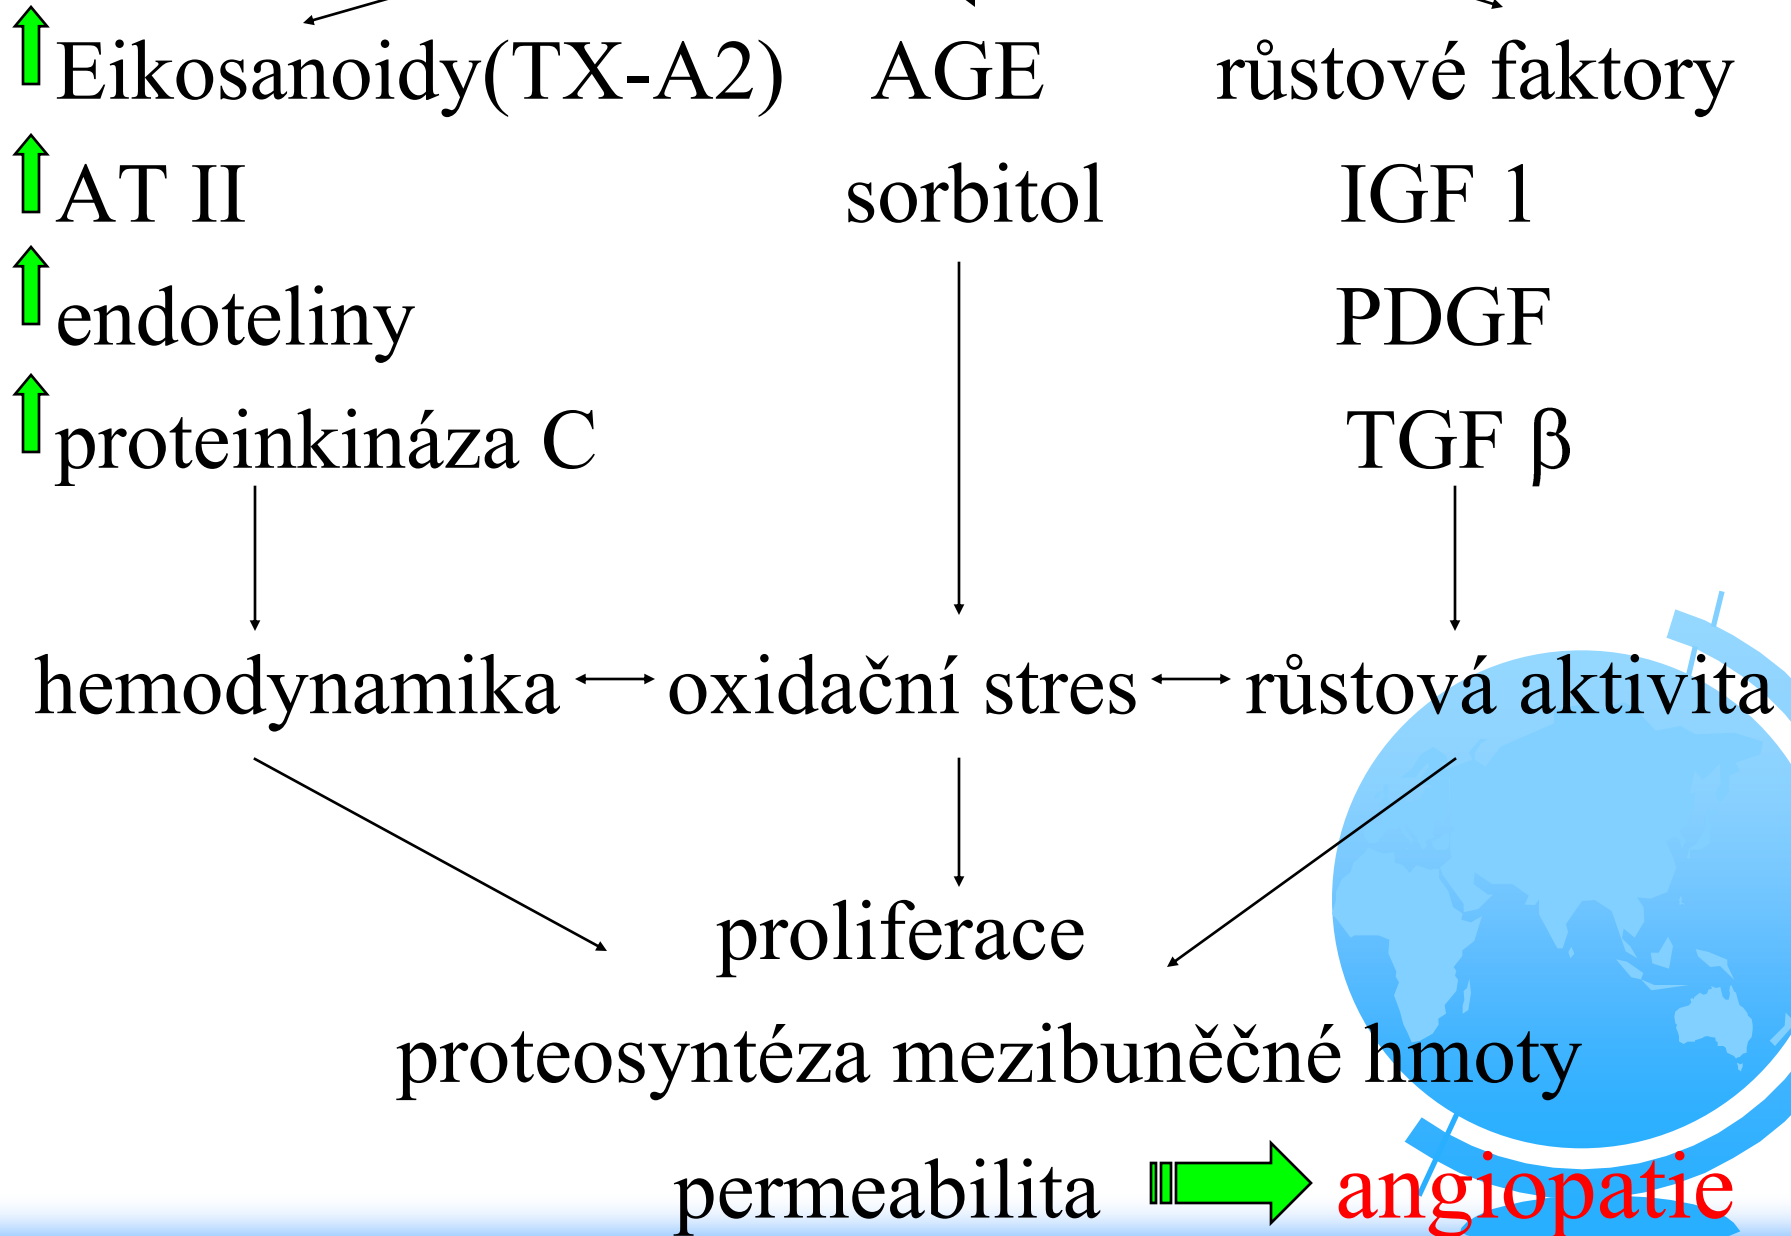 Eikosanoidy(TX-A2) AGE růstové faktory
AT II sorbitol IGF 1
endoteliny PDGF
proteinkináza C TGF β
hemodynamika oxidační stres růstová aktivita
proliferace
proteosyntéza mezibuněčné hmoty
permeabilita angiopatie